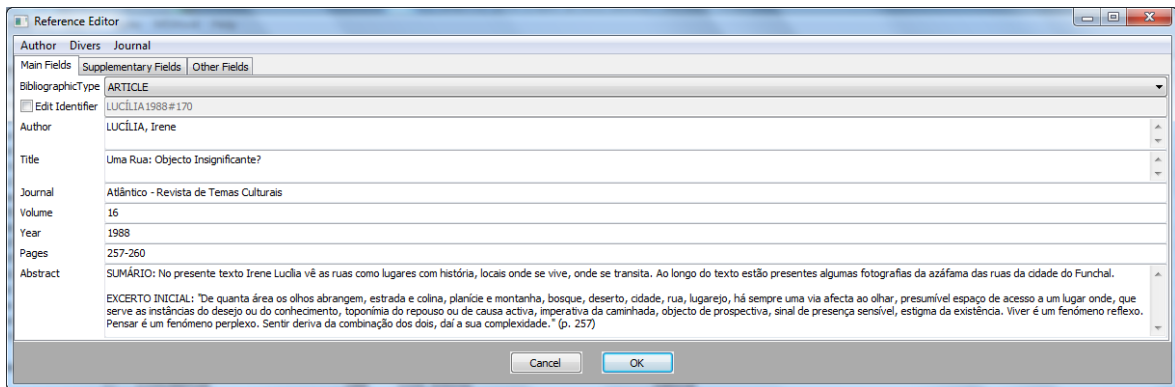 Reference Editor
Author Divers Journal
Main Fields Supplementary Fields Other Fields
BibliographicType ARTICLE
Edit Identifier LUCÍLIA1988#170
Author LUCÍLIA, Irene
Title Uma Rua: Objecto Insignificante?
Journal Atlântico - Revista de Temas Culturais
Volume 16
Year 1988
Pages 257-260
Abstract SUMÁRIO: No presente texto Irene Lucília vê as ruas como lugares com história, locais onde se vive, onde se transita. Ao longo do texto estão presentes algumas fotografias da azáfama das ruas da cidade do Funchal.
EXCERTO INICIAL: "De quanta área os olhos abrangem, estrada e colina, planície e montanha, bosque, deserto, cidade, rua, lugarejo, há sempre uma via afecta ao olhar, presumível espaço de acesso a um lugar onde, que
serve as instâncias do desejo ou do conhecimento, toponímia do repouso ou de causa activa, imperativa da caminhada, objecto de prospectiva, sinal de presença sensível, estigma da existência. Viver é um fenómeno reflexo.
Pensar é um fenómeno perplexo. Sentir deriva da combinação dos dois, daí a sua complexidade." (p. 257)
Cancel OK